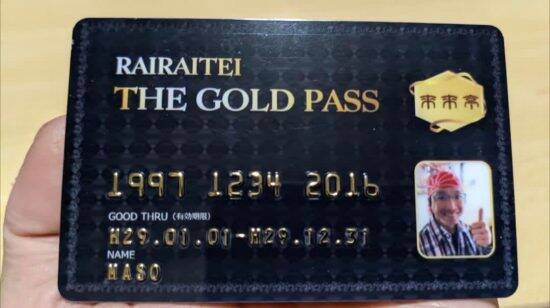 RAIRAITEI
THE GOLD PASS
来来亭
1997 1234 2016
GOOD THRU (有効期限)
H29.01.01-H29.12.31
NAME
MASO